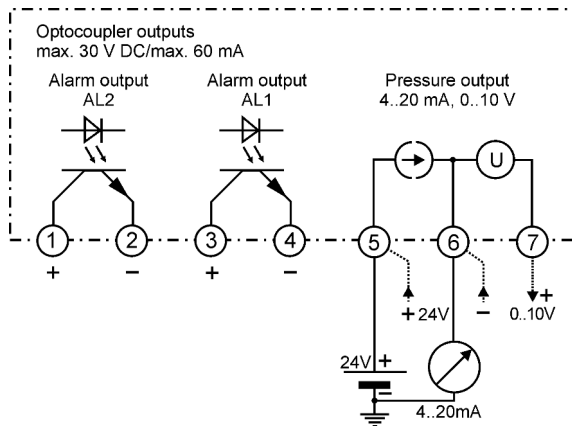 Optocoupler outputs
max. 30 V DC/max. 60 mA
Alarm output
AL2
Alarm output
AL1
Pressure output
4..20 mA, 0..10 V
U
1
2
3
4
5
6
7
+
−
+
−
+ 24V
−
+
0..10V
24V
+
−
4..20mA